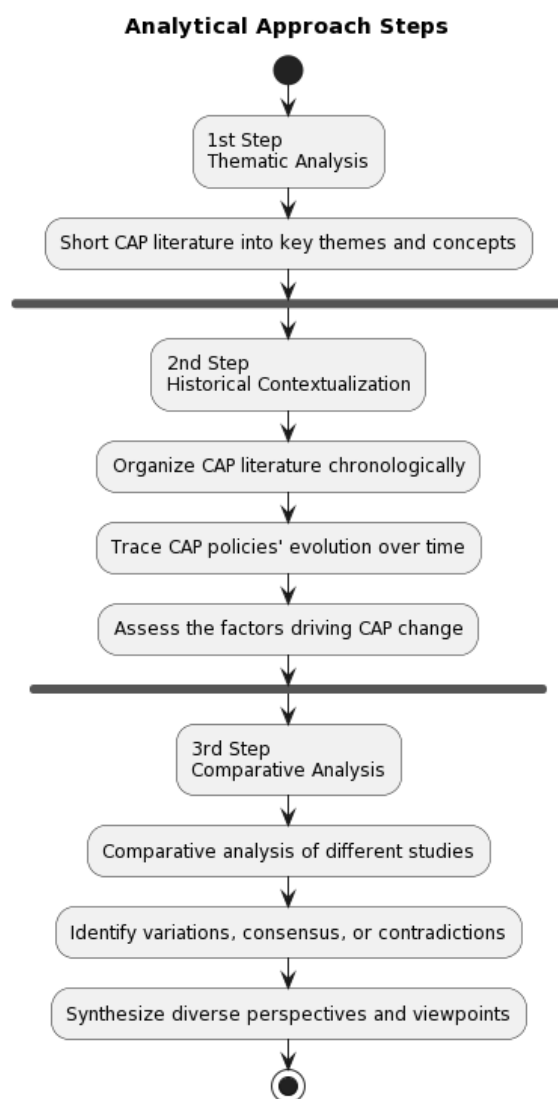 Analytical Approach Steps
1st Step
Thematic Analysis
Short CAP literature into key themes and concepts
2nd Step
Historical Contextualization
Organize CAP literature chronologically
Trace CAP policies' evolution over time
Assess the factors driving CAP change
3rd Step
Comparative Analysis
Comparative analysis of different studies
Identify variations, consensus, or contradictions
Synthesize diverse perspectives and viewpoints